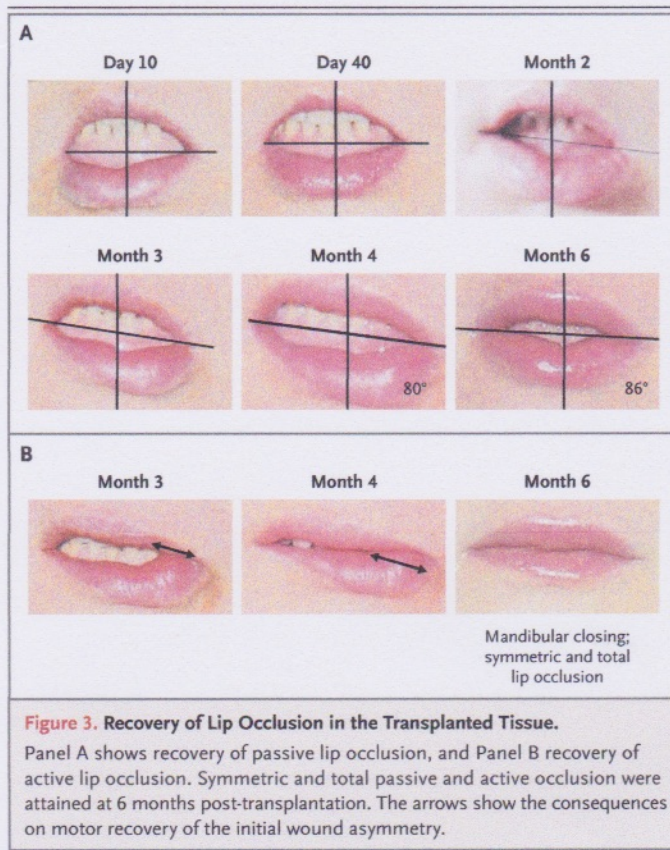 A
Day 10 Day 40 Month 2
Month 3 Month 4 Month 6
80° 86°
B
Month 3 Month 4 Month 6
Mandibular closing;
symmetric and total
lip occlusion
Figure 3. Recovery of Lip Occlusion in the Transplanted Tissue.
Panel A shows recovery of passive lip occlusion, and Panel B recovery of
active lip occlusion. Symmetric and total passive and active occlusion were
attained at 6 months post-transplantation. The arrows show the consequences
on motor recovery of the initial wound asymmetry.